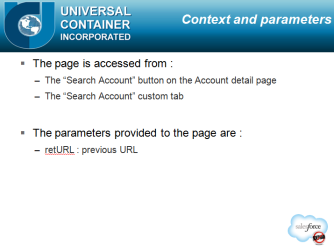 UNIVERSAL
CONTAINER
INCORPORATED
Context and parameters
The page is accessed from :
– The “Search Account” button on the Account detail page
– The “Search Account” custom tab
The parameters provided to the page are :
– retURL : previous URL
salesforce